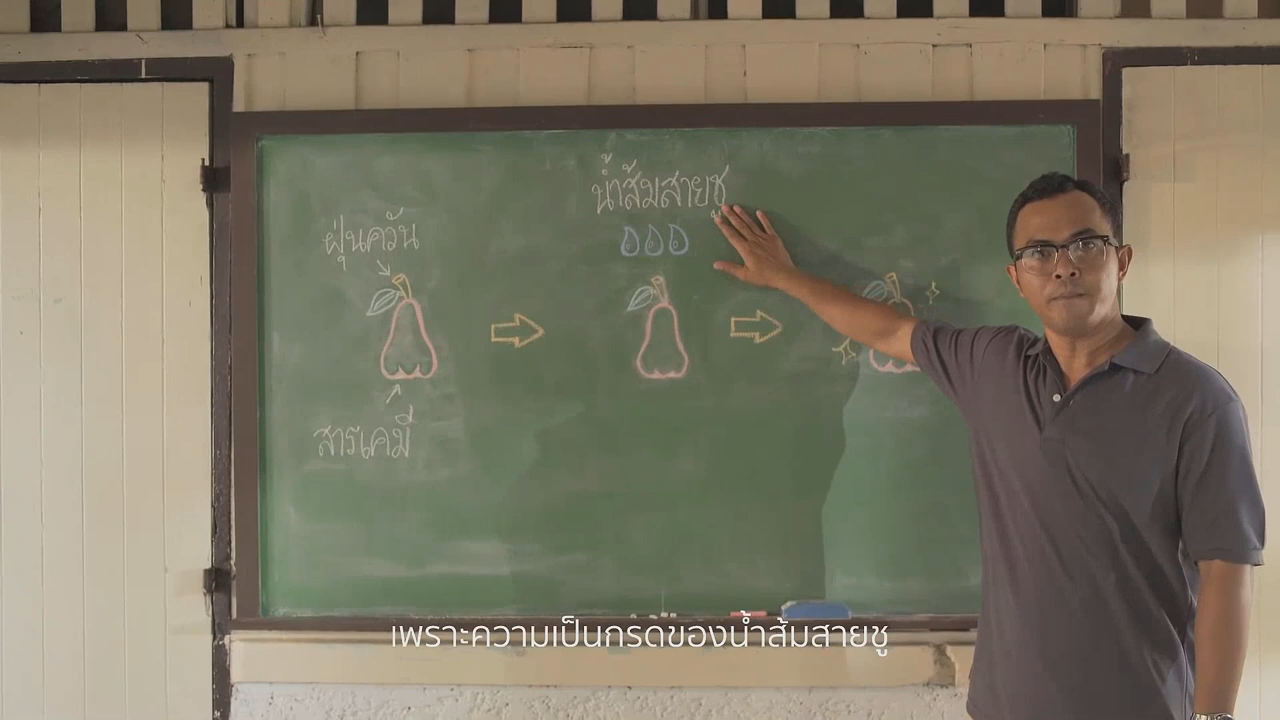 น้ำส้มสายชู
ฝุ่นควัน
สารเคมี
เพราะความเป็นกรดของน้ำส้มสายชู